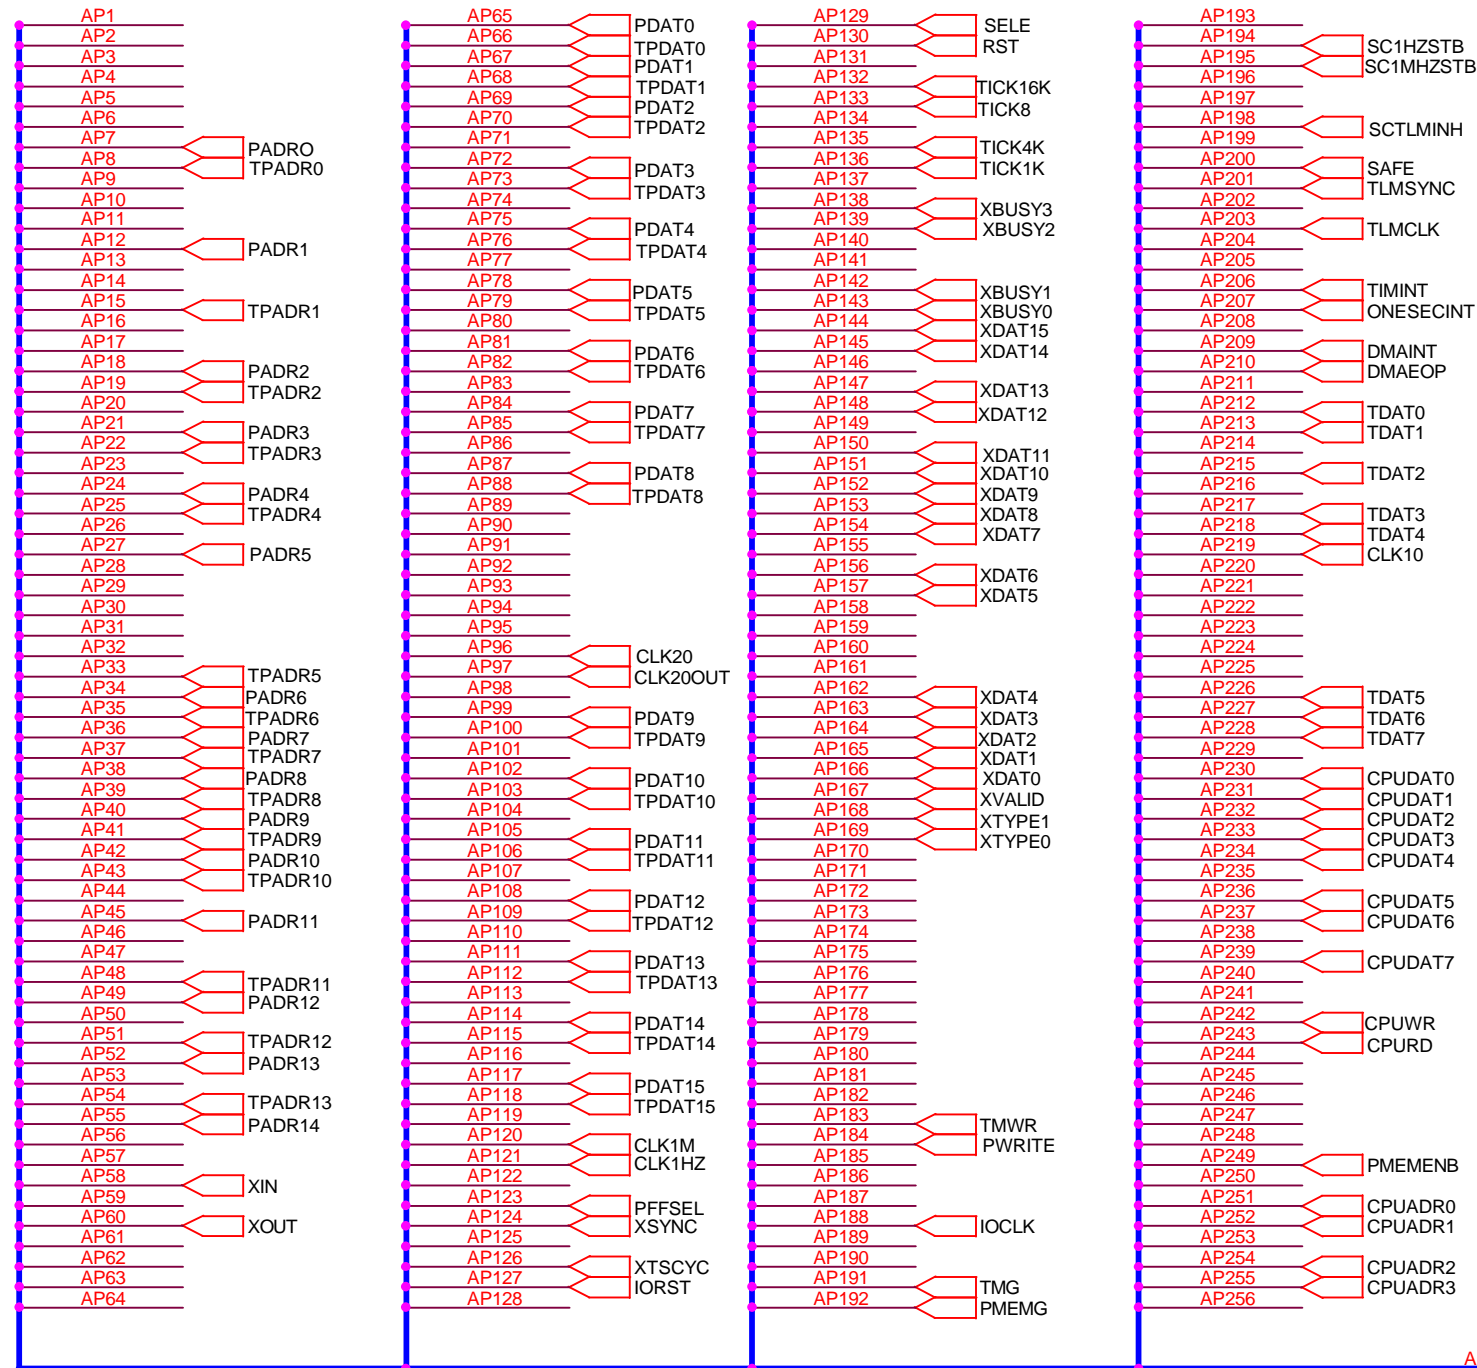 AP1
AP2
AP3
AP4
AP5
AP6
AP7 PADRO
AP8 TPADR0
AP9
AP10
AP11
AP12 PADR1
AP13
AP14
AP15 TPADR1
AP16
AP17
AP18 PADR2
AP19 TPADR2
AP20
AP21 PADR3
AP22 TPADR3
AP23
AP24 PADR4
AP25 TPADR4
AP26
AP27 PADR5
AP28
AP29
AP30
AP31
AP32
AP33 TPADR5
AP34 PADR6
AP35 TPADR6
AP36 PADR7
AP37 TPADR7
AP38 PADR8
AP39 TPADR8
AP40 PADR9
AP41 TPADR9
AP42 PADR10
AP43 TPADR10
AP44
AP45 PADR11
AP46
AP47
AP48 TPADR11
AP49 PADR12
AP50
AP51 TPADR12
AP52 PADR13
AP53
AP54 TPADR13
AP55 PADR14
AP56
AP57
AP58 XIN
AP59
AP60 XOUT
AP61
AP62
AP63
AP64
AP65 PDAT0
AP66 TPDAT0
AP67 PDAT1
AP68 TPDAT1
AP69 PDAT2
AP70 TPDAT2
AP71
AP72 PDAT3
AP73 TPDAT3
AP74
AP75 PDAT4
AP76 TPDAT4
AP77
AP78 PDAT5
AP79 TPDAT5
AP80
AP81 PDAT6
AP82 TPDAT6
AP83
AP84 PDAT7
AP85 TPDAT7
AP86
AP87 PDAT8
AP88 TPDAT8
AP89
AP90
AP91
AP92
AP93
AP94
AP95
AP96 CLK20
AP97 CLK20OUT
AP98
AP99 PDAT9
AP100 TPDAT9
AP101
AP102 PDAT10
AP103 TPDAT10
AP104
AP105 PDAT11
AP106 TPDAT11
AP107
AP108 PDAT12
AP109 TPDAT12
AP110
AP111 PDAT13
AP112 TPDAT13
AP113
AP114 PDAT14
AP115 TPDAT14
AP116
AP117 PDAT15
AP118 TPDAT15
AP119
AP120 CLK1M
AP121 CLK1HZ
AP122
AP123 PFFSEL
AP124 XSYNC
AP125
AP126 XTSCYC
AP127 IORST
AP128
AP129 SELE
AP130 RST
AP131
AP132 TICK16K
AP133 TICK8
AP134
AP135 TICK4K
AP136 TICK1K
AP137
AP138 XBUSY3
AP139 XBUSY2
AP140
AP141
AP142 XBUSY1
AP143 XBUSY0
AP144 XDAT15
AP145 XDAT14
AP146
AP147 XDAT13
AP148 XDAT12
AP149
AP150 XDAT11
AP151 XDAT10
AP152 XDAT9
AP153 XDAT8
AP154 XDAT7
AP155
AP156 XDAT6
AP157 XDAT5
AP158
AP159
AP160
AP161
AP162 XDAT4
AP163 XDAT3
AP164 XDAT2
AP165 XDAT1
AP166 XDAT0
AP167 XVALID
AP168 XTYPE1
AP169 XTYPE0
AP170
AP171
AP172
AP173
AP174
AP175
AP176
AP177
AP178
AP179
AP180
AP181
AP182
AP183 TMWR
AP184 PWRITE
AP185
AP186
AP187
AP188 IOCLK
AP189
AP190
AP191 TMG
AP192 PMEMG
AP193
AP194 SC1HZSTB
AP195 SC1MHZSTB
AP196
AP197
AP198 SCTLMINH
AP199
AP200 SAFE
AP201 TLMSYNC
AP202
AP203 TLMCLK
AP204
AP205
AP206 TIMINT
AP207 ONESECINT
AP208
AP209 DMAINT
AP210 DMAEOP
AP211
AP212 TDAT0
AP213 TDAT1
AP214
AP215 TDAT2
AP216
AP217 TDAT3
AP218 TDAT4
AP219 CLK10
AP220
AP221
AP222
AP223
AP224
AP225
AP226 TDAT5
AP227 TDAT6
AP228 TDAT7
AP229
AP230 CPUDAT0
AP231 CPUDAT1
AP232 CPUDAT2
AP233 CPUDAT3
AP234 CPUDAT4
AP235
AP236 CPUDAT5
AP237 CPUDAT6
AP238
AP239 CPUDAT7
AP240
AP241
AP242 CPUWR
AP243 CPURD
AP244
AP245
AP246
AP247
AP248
AP249 PMEMENB
AP250
AP251 CPUADR0
AP252 CPUADR1
AP253
AP254 CPUADR2
AP255 CPUADR3
AP256
A